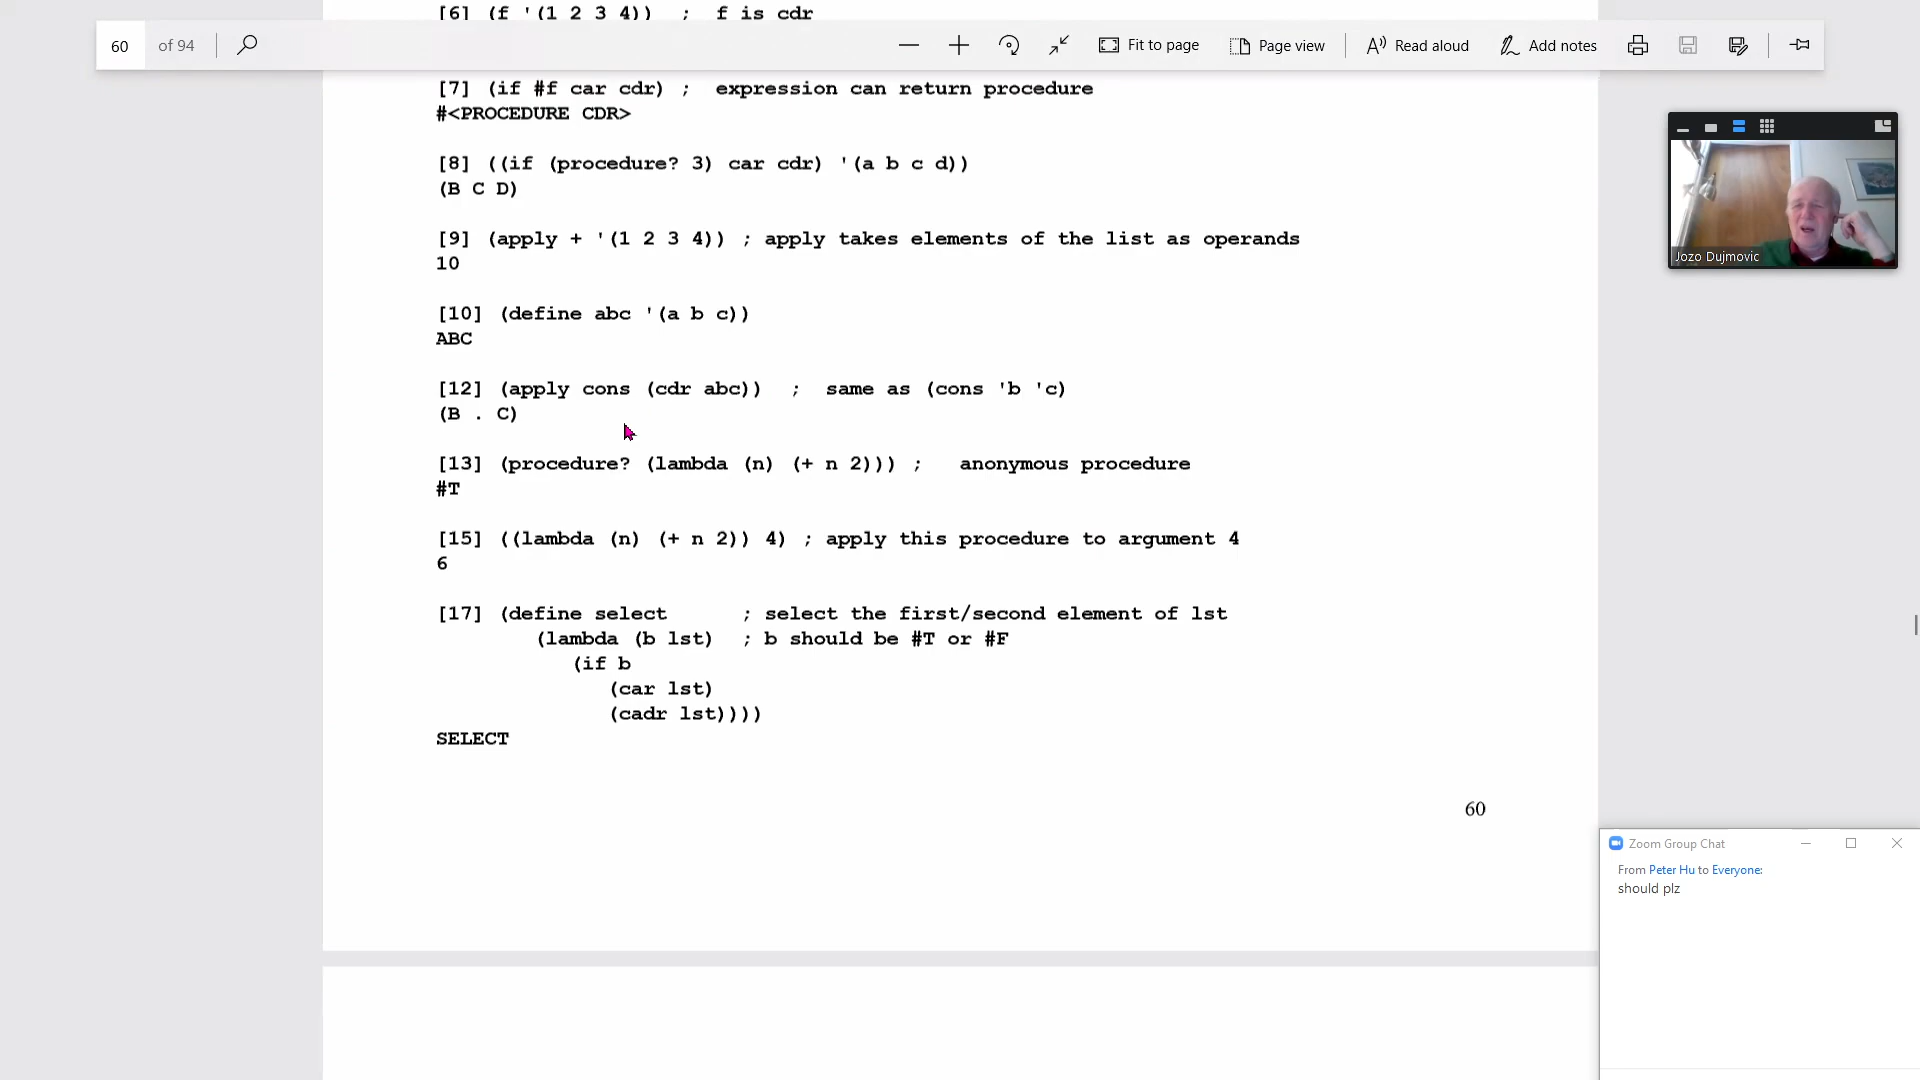 [6] (f '(1 2 3 4)) ; f is cdr
60 of 94 Fit to page Page view Read aloud Add notes
[7] (if #f car cdr) ; expression can return procedure
#<PROCEDURE CDR>
[8] ((if (procedure? 3) car cdr) '(a b c d))
(B C D)
[9] (apply + '(1 2 3 4)) ; apply takes elements of the list as operands
10
[10] (define abc '(a b c))
ABC
[12] (apply cons (cdr abc)) ; same as (cons 'b 'c)
(B . C)
[13] (procedure? (lambda (n) (+ n 2))) ; anonymous procedure
#T
[15] ((lambda (n) (+ n 2)) 4) ; apply this procedure to argument 4
6
[17] (define select ; select the first/second element of lst
(lambda (b lst) ; b should be #T or #F
(if b
(car lst)
(cadr lst))))
SELECT
60
Jozo Dujmovic
Zoom Group Chat
From Peter Hu to Everyone:
should plz